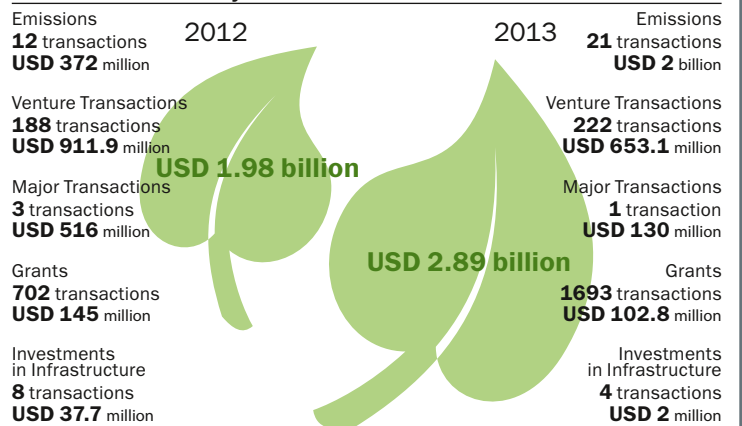 2012
Emissions
12 transactions
USD 372 million
Venture Transactions
188 transactions
USD 911.9 million
USD 1.98 billion
Major Transactions
3 transactions
USD 516 million
Grants
702 transactions
USD 145 million
Investments
in Infrastructure
8 transactions
USD 37.7 million
2013
Emissions
21 transactions
USD 2 billion
Venture Transactions
222 transactions
USD 653.1 million
Major Transactions
1 transaction
USD 130 million
USD 2.89 billion
Grants
1693 transactions
USD 102.8 million
Investments
in Infrastructure
4 transactions
USD 2 million